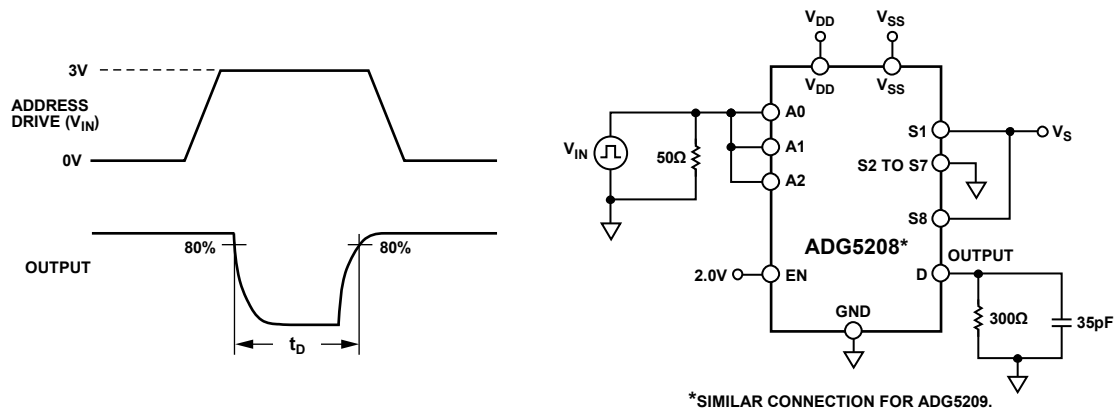 3V
ADDRESS
DRIVE (VIN)
0V
80%
80%
OUTPUT
tD
VDD
VSS
VDD
VSS
VIN
50Ω
A0
A1
A2
S1
VS
S2 TO S7
S8
ADG5208*
OUTPUT
2.0V
EN
D
GND
300Ω
35pF
*SIMILAR CONNECTION FOR ADG5209.